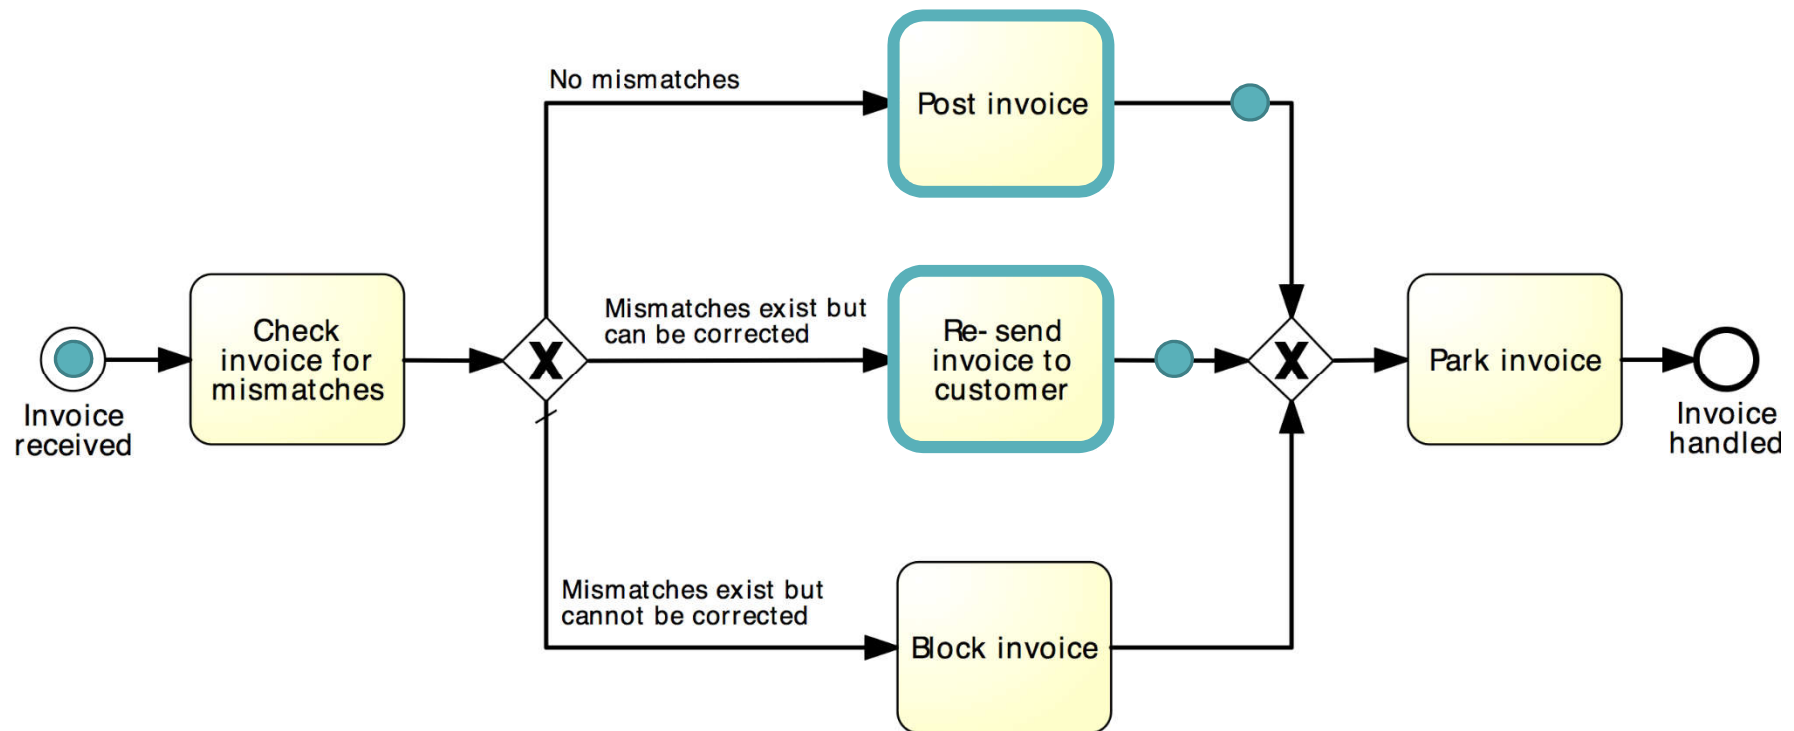 No mismatches
Post invoice
Invoice
received
Check
invoice for
mismatches
X
Mismatches exist but
can be corrected
Re-send
invoice to
customer
X
Park invoice
Invoice
handled
Mismatches exist but
cannot be corrected
Block invoice